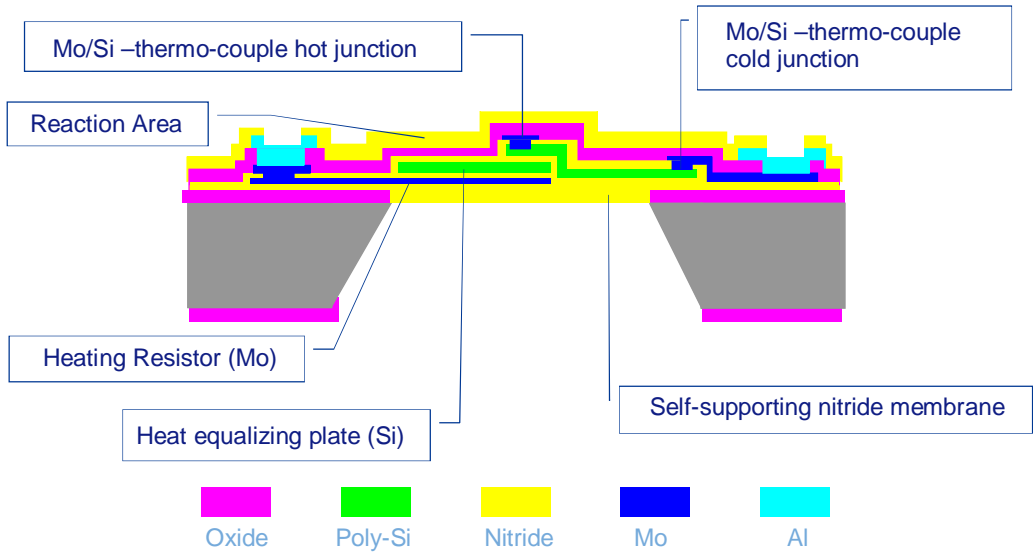 Mo/Si –thermo-couple hot junction
Mo/Si –thermo-couple
cold junction
Reaction Area
Heating Resistor (Mo)
Heat equalizing plate (Si)
Self-supporting nitride membrane
Oxide
Poly-Si
Nitride
Mo
Al